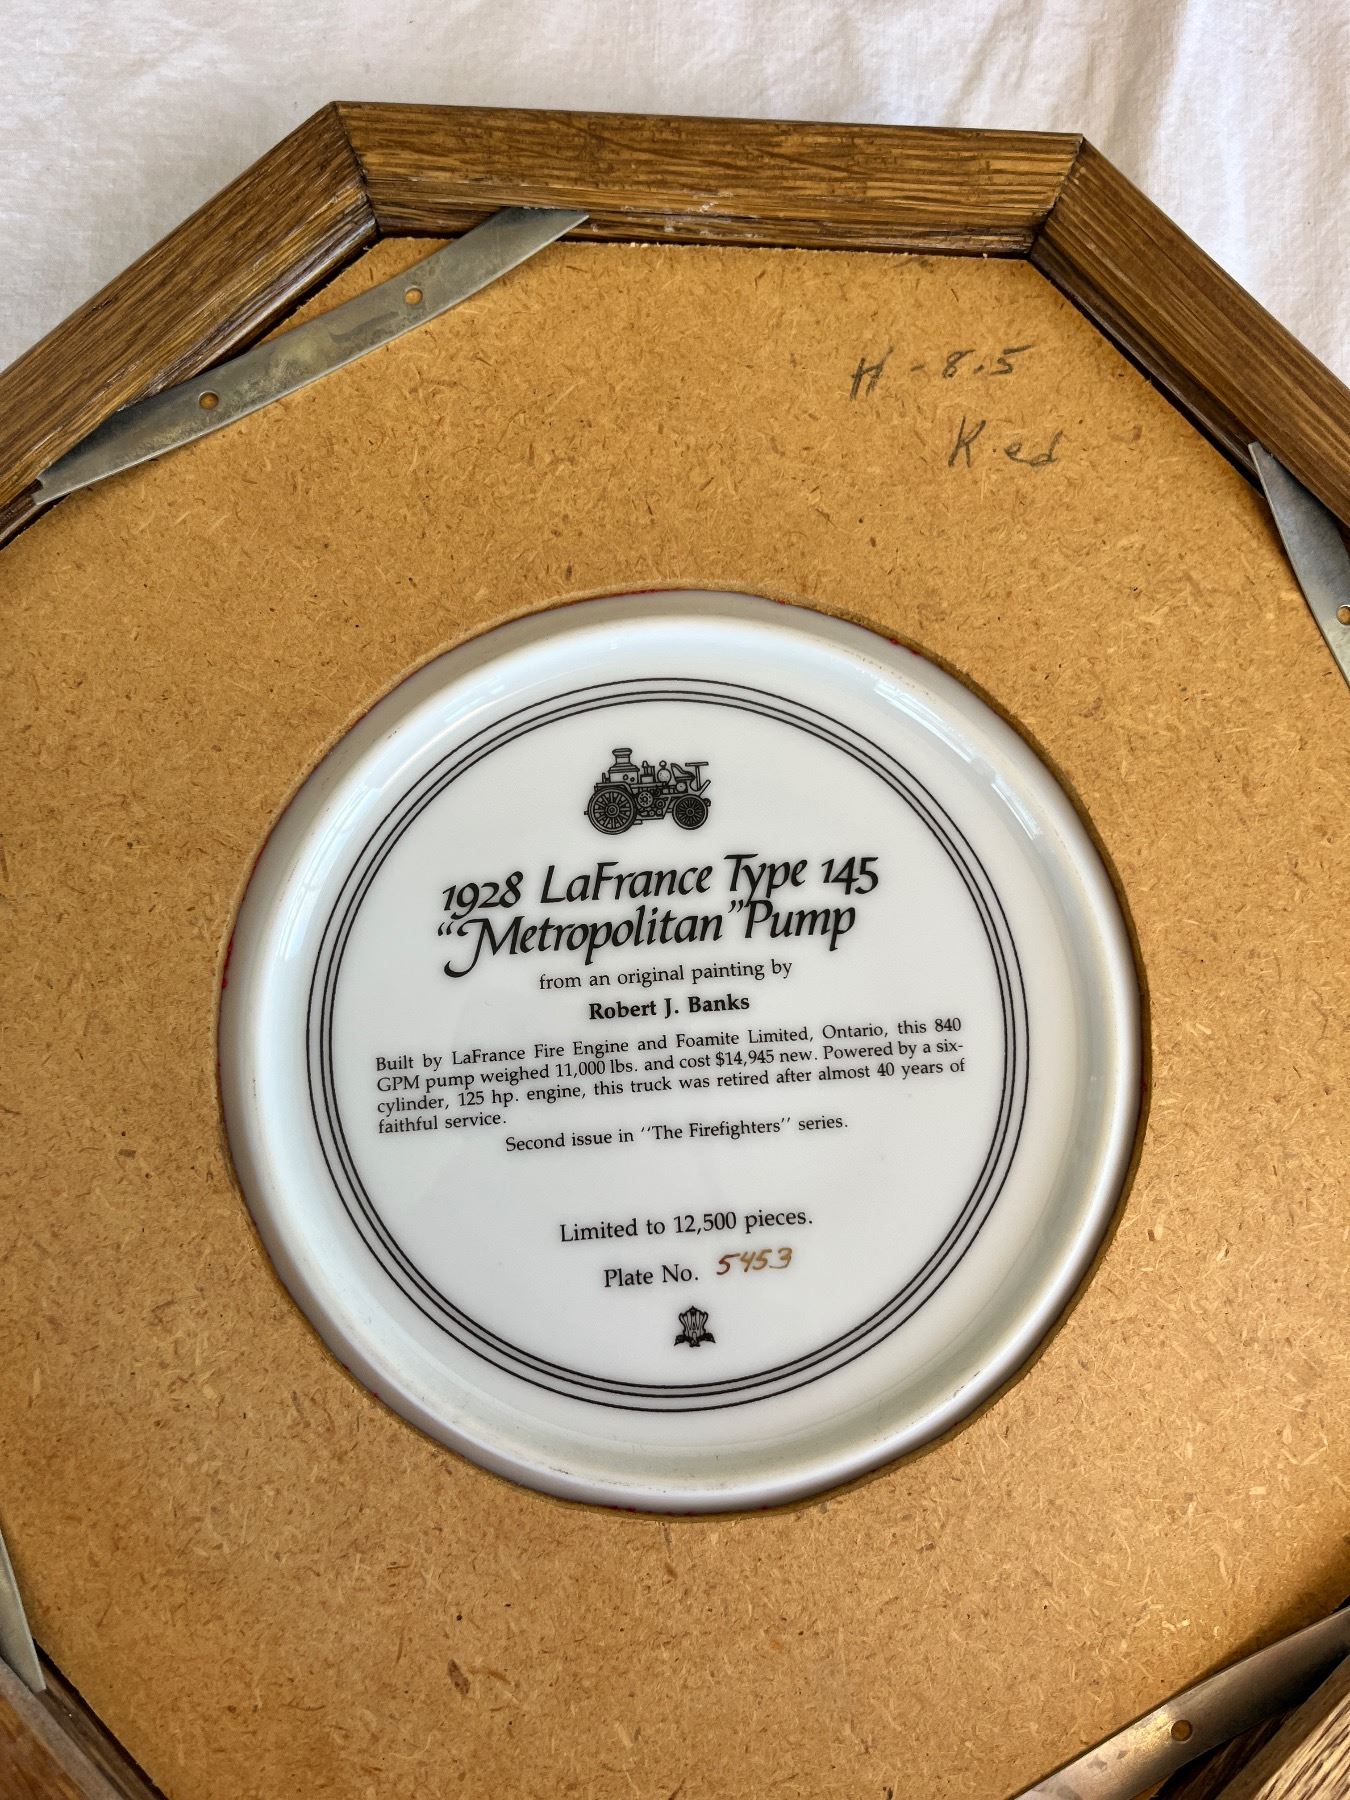 H - 8.5
Red
1928 LaFrance Type 145
"Metropolitan" Pump
from an original painting by
Robert J. Banks
Built by LaFrance Fire Engine and Foamite Limited, Ontario, this 840
GPM pump weighed 11,000 lbs. and cost $14,945 new. Powered by a six-
cylinder, 125 hp. engine, this truck was retired after almost 40 years of
faithful service.
Second issue in ''The Firefighters'' series.
Limited to 12,500 pieces.
Plate No. 5453